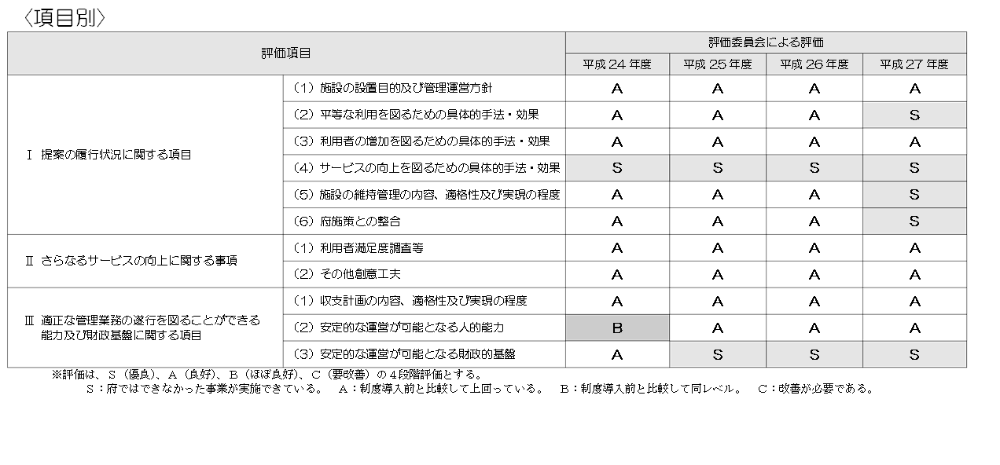 〈項目別〉
評価項目 評価委員会による評価
平成24年度 平成25年度 平成26年度 平成27年度
Ⅰ 提案の履行状況に関する項目
(1) 施設の設置目的及び管理運営方針 A A A A
(2) 平等な利用を図るための具体的手法・効果 A A A S
(3) 利用者の増加を図るための具体的手法・効果 A A A A
(4) サービスの向上を図るための具体的手法・効果 S S S S
(5) 施設の維持管理の内容、適格性及び実現の程度 A A A S
(6) 府施策との整合 A A A S
Ⅱ さらなるサービスの向上に関する事項
(1) 利用者満足度調査等 A A A A
(2) その他創意工夫 A A A A
Ⅲ 適正な管理業務の遂行を図ることができる
能力及び財政基盤に関する項目
(1) 収支計画の内容、適格性及び実現の程度 A A A A
(2) 安定的な運営が可能となる人的能力 B A A A
(3) 安定的な運営が可能となる財政的基盤 A S S S
※評価は、S(優良)、A(良好)、B(ほぼ良好)、C(要改善)の4段階評価とする。
S:府ではできなかった事業が実施できている。 A:制度導入前と比較して上回っている。 B:制度導入前と比較して同レベル。 C:改善が必要である。